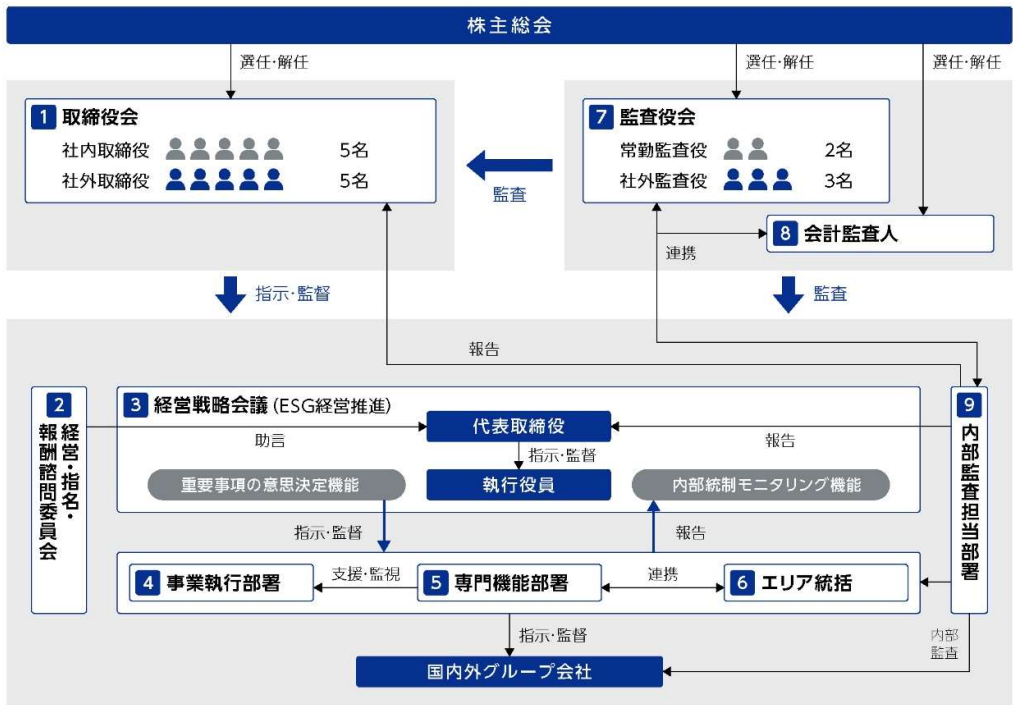 株主総会
選任・解任
選任・解任
選任・解任
1 取締役会
社内取締役 5名
社外取締役 5名
監査
7 監査役会
常勤監査役 2名
社外監査役 3名
8 会計監査人
連携
指示・監督
監査
報告
2 経営・指名・
報酬諮問委員会
3 経営戦略会議 (ESG経営推進)
代表取締役
助言
報告
指示・監督
重要事項の意思決定機能
執行役員
内部統制モニタリング機能
9 内部監査担当部署
指示・監督
報告
4 事業執行部署
支援・監視
5 専門機能部署
連携
6 エリア統括
指示・監督
内部
監査
国内外グループ会社